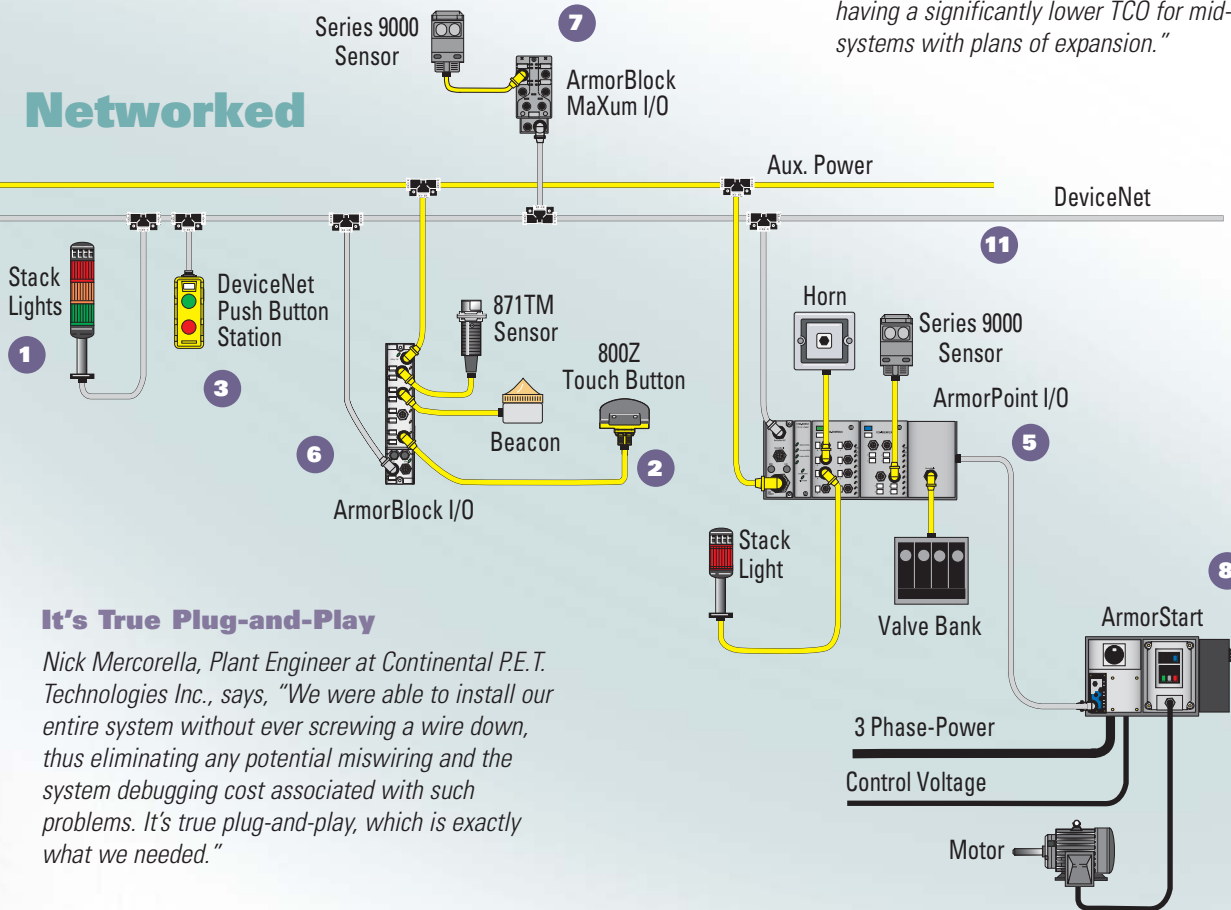 having a significantly lower TCO for mid-
systems with plans of expansion.”
Networked
Series 9000
Sensor
7
ArmorBlock
MaXum I/O
Aux. Power
DeviceNet
11
Stack
Lights
1
DeviceNet
Push Button
Station
3
871TM
Sensor
Beacon
800Z
Touch Button
2
6
ArmorBlock I/O
Horn
Series 9000
Sensor
ArmorPoint I/O
5
Stack
Light
Valve Bank
8
ArmorStart
3 Phase-Power
Control Voltage
Motor
It’s True Plug-and-Play
Nick Mercorella, Plant Engineer at Continental P.E.T.
Technologies Inc., says, “We were able to install our
entire system without ever screwing a wire down,
thus eliminating any potential miswiring and the
system debugging cost associated with such
problems. It’s true plug-and-play, which is exactly
what we needed.”